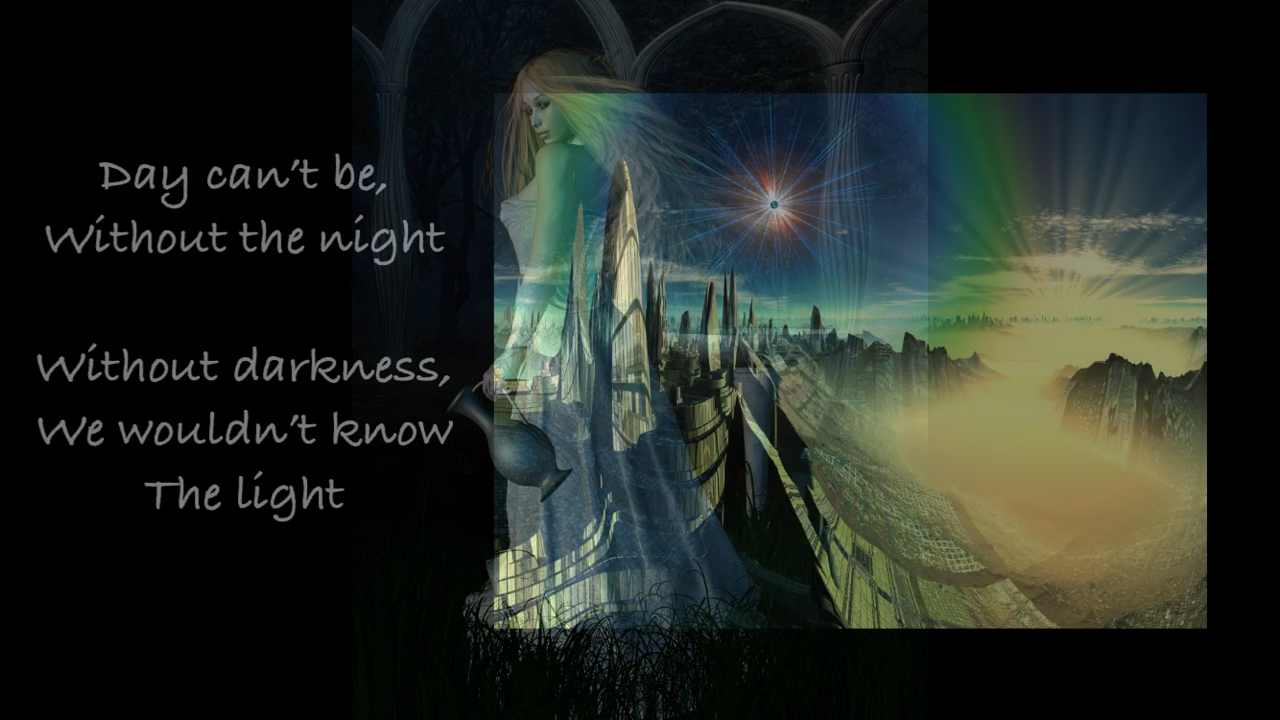 Day can't be,
Without the night
Without darkness,
We wouldn't know
The light